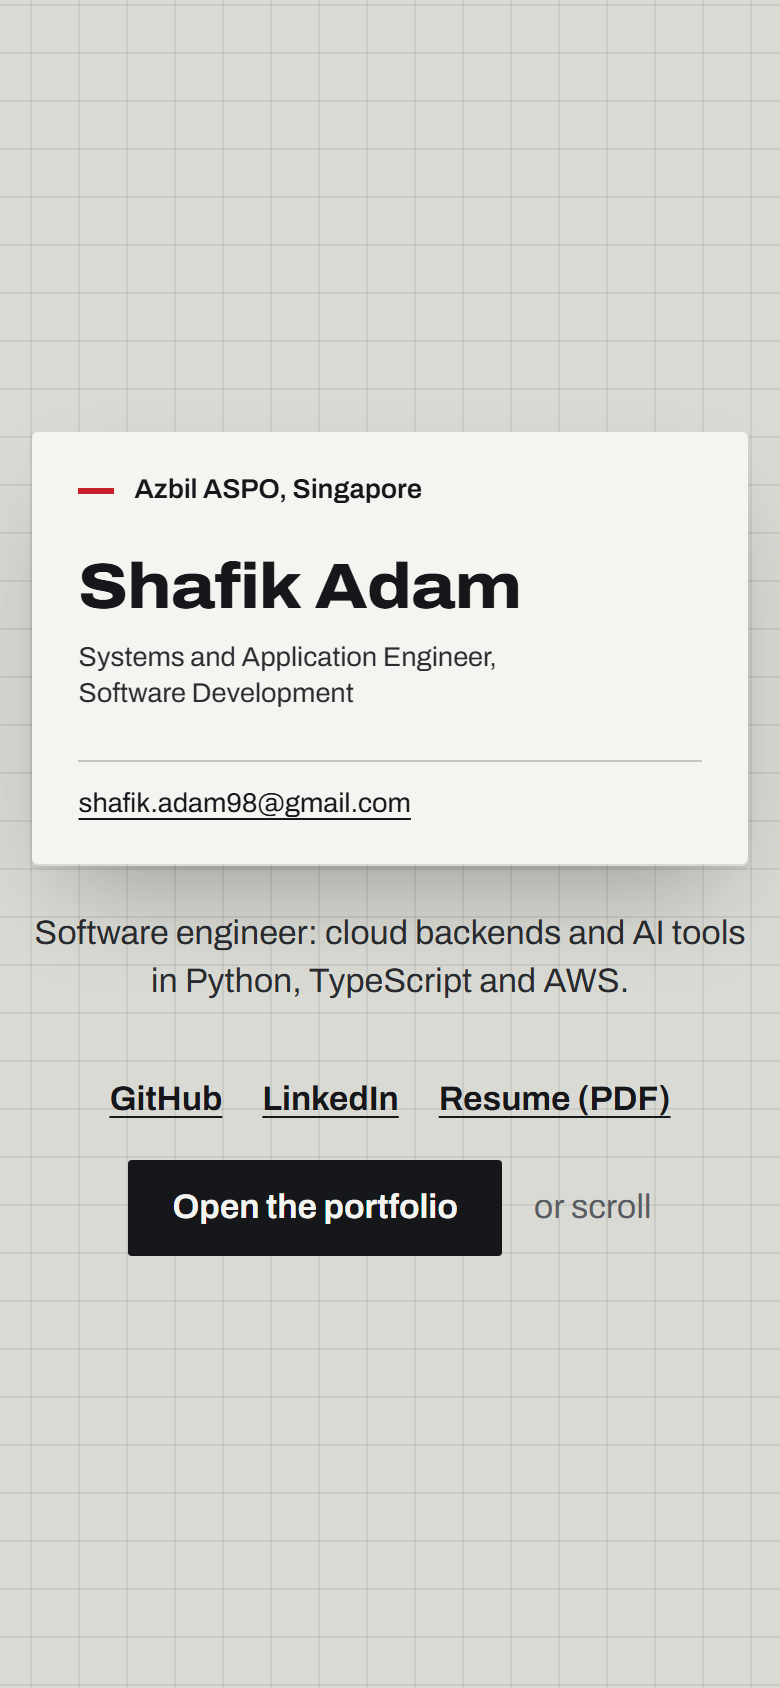 Azbil ASPO, Singapore
Shafik Adam
Systems and Application Engineer,
Software Development
shafik.adam98@gmail.com
Software engineer: cloud backends and AI tools
in Python, TypeScript and AWS.
GitHub LinkedIn Resume (PDF)
Open the portfolio or scroll